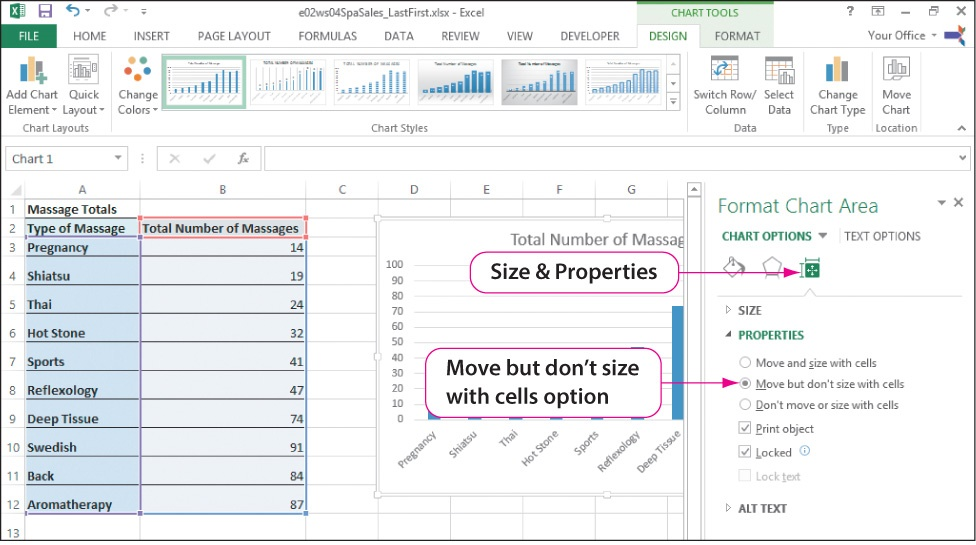 e02ws04SpaSales_LastFirst.xlsx - Excel
CHART TOOLS
?
FILE HOME INSERT PAGE LAYOUT FORMULAS DATA REVIEW VIEW DEVELOPER DESIGN FORMAT Your Office
Add Chart Element
Quick Layout
Change Colors
Switch Row/ Column
Select Data
Change Chart Type
Move Chart
Chart Layouts
Chart Styles
Data
Type
Location
Chart 1
fx
A B C D E F G
1 Massage Totals
2 Type of Massage Total Number of Massages
3 Pregnancy 14
4 Shiatsu 19
5 Thai 24
6 Hot Stone 32
7 Sports 41
8 Reflexology 47
9 Deep Tissue 74
10 Swedish 91
11 Back 84
12 Aromatherapy 87
13
Total Number of Massag
100
90
80
70
60
50
40
30
20
10
0
Pregnancy
Shiatsu
Thai
Hot Stone
Sports
Reflexology
Deep Tissue
Size & Properties
Move but don't size
with cells option
Format Chart Area
CHART OPTIONS TEXT OPTIONS
SIZE
PROPERTIES
Move and size with cells
Move but don't size with cells
Don't move or size with cells
Print object
Locked
Lock text
ALT TEXT